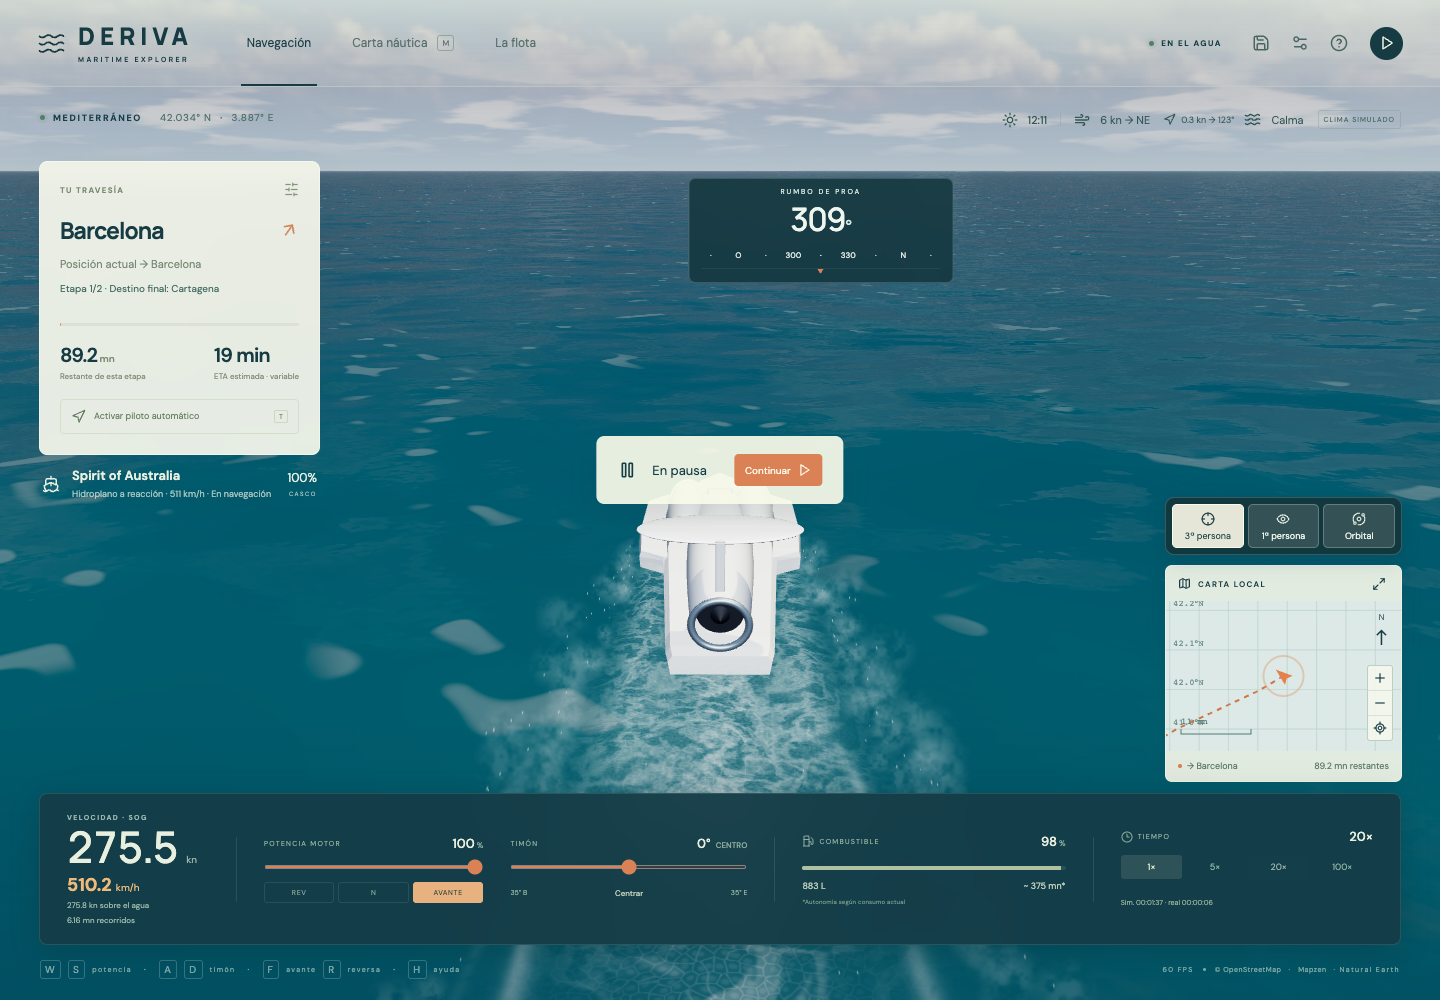 DERIVA
MARITIME EXPLORER
Navegación
Carta náutica M
La flota
EN EL AGUA
MEDITERRÁNEO 42.034° N · 3.887° E
12:11
6 kn → NE
0.3 kn → 123°
Calma
CLIMA SIMULADO
TU TRAVESÍA
Barcelona
Posición actual → Barcelona
Etapa 1/2 · Destino final: Cartagena
89.2 mn
Restante de esta etapa
19 min
ETA estimada · variable
Activar piloto automático T
Spirit of Australia
Hidroplano a reacción · 511 km/h · En navegación
100%
CASCO
RUMBO DE PROA
309°
· O · 300 · 330 · N ·
En pausa
Continuar
3ª persona
1ª persona
Orbital
CARTA LOCAL
42.2°N
42.1°N
42.0°N
N
+
−
→ Barcelona
89.2 mn restantes
VELOCIDAD · SOG
275.5 kn
510.2 km/h
275.8 kn sobre el agua
6.16 mn recorridos
POTENCIA MOTOR 100 %
REV
N
AVANTE
TIMÓN 0° CENTRO
35° B
Centrar
35° E
COMBUSTIBLE 98 %
883 L
~ 375 mn*
*Autonomía según consumo actual
TIEMPO 20×
1×
5×
20×
100×
Sim. 00:01:37 · real 00:00:06
W S potencia · A D timón · F avante R reversa · H ayuda
60 FPS • © OpenStreetMap · Mapzen · Natural Earth